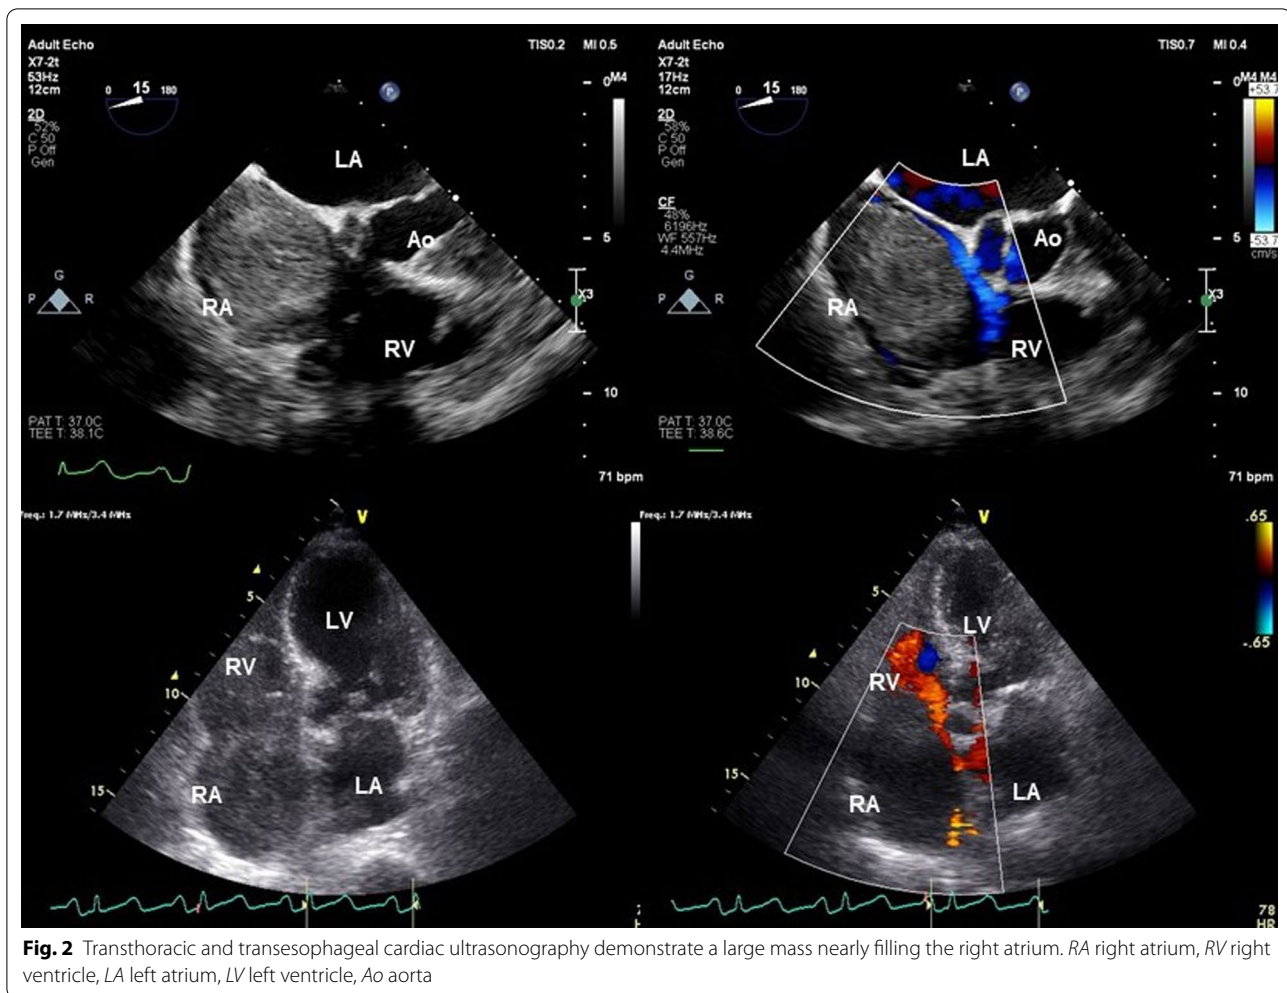 Adult Echo
TIS0.2 MI 0.5
X7-2t
53Hz
12cm
M4
0 15 180
P
0
2D
52%
C 50
P Off
Gen
LA
Ao
5
G
P R
X3
RA
RV
10
PAT T: 37.0C
TEE T: 38.1C
71 bpm
Adult Echo
TIS0.7 MI 0.4
X7-2t
17Hz
12cm
M4 M4
+53.7
0 15 180
P
0
2D
58%
C 50
P Off
Gen
LA
CF
48%
6196Hz
WF 557Hz
4.4MHz
Ao
5
-53.7
cm/s
G
P R
X3
RA
RV
10
PAT T: 37.0C
TEE T: 38.6C
71 bpm
Freq.: 1.7 MHz/3.4 MHz
V
5
LV
RV
10
LA
RA
15
Freq.: 1.7 MHz/3.4 MHz
V
.65
5
LV
-.65
RV
10
15
LA
RA
78
HR
Fig. 2 Transthoracic and transesophageal cardiac ultrasonography demonstrate a large mass nearly filling the right atrium. RA right atrium, RV right
ventricle, LA left atrium, LV left ventricle, Ao aorta